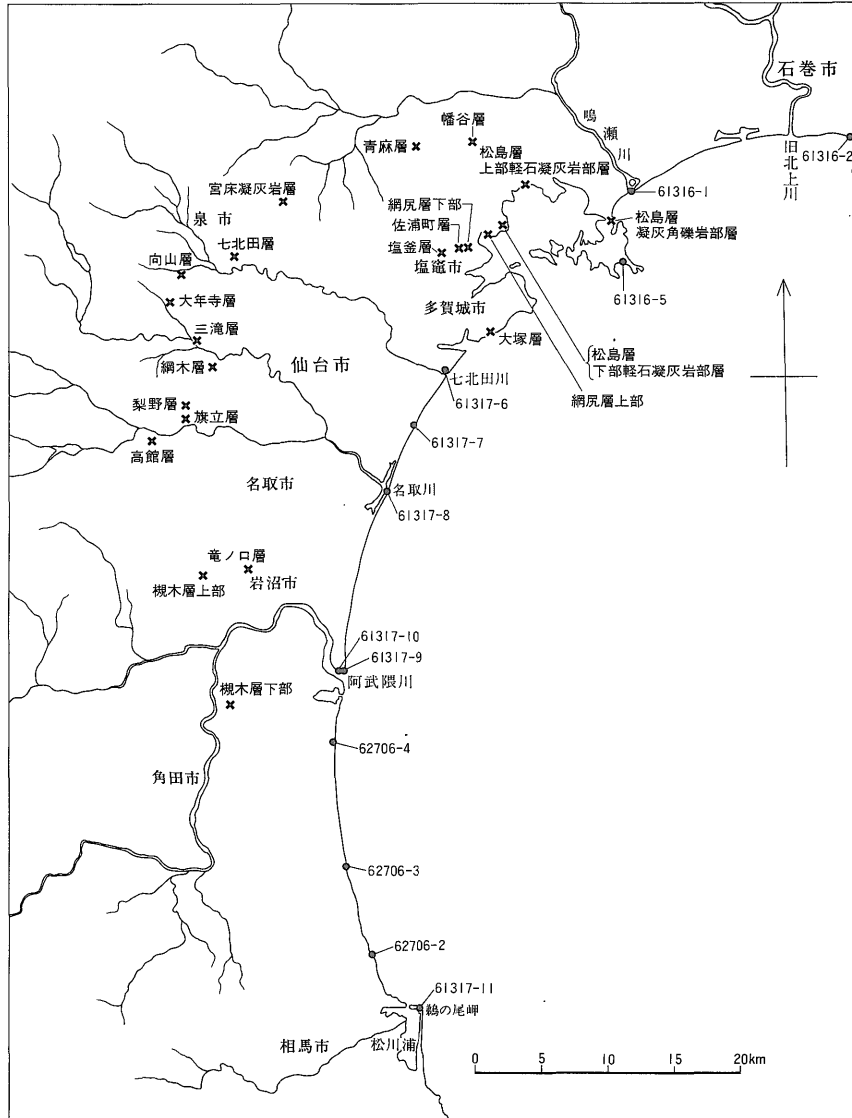 石巻市
鳴瀬川
旧北上川
61316-2
幡谷層
青麻層
松島層
上部軽石凝灰岩部層
61316-1
宮床凝灰岩層
網尻層下部
佐浦町層
松島層
凝灰角礫岩部層
泉市
七北田層
塩釜層
塩竈市
61316-5
向山層
大年寺層
多賀城市
三滝層
大塚層
仙台市
松島層
下部軽石凝灰岩部層
綱木層
七北田川
網尻層上部
61317-6
梨野層
旗立層
61317-7
高館層
名取市
名取川
61317-8
竜ノ口層
岩沼市
槻木層上部
61317-10
61317-9
阿武隈川
槻木層下部
62706-4
角田市
62706-3
62706-2
61317-11
鵜の尾岬
相馬市
松川浦
0 5 10 20km